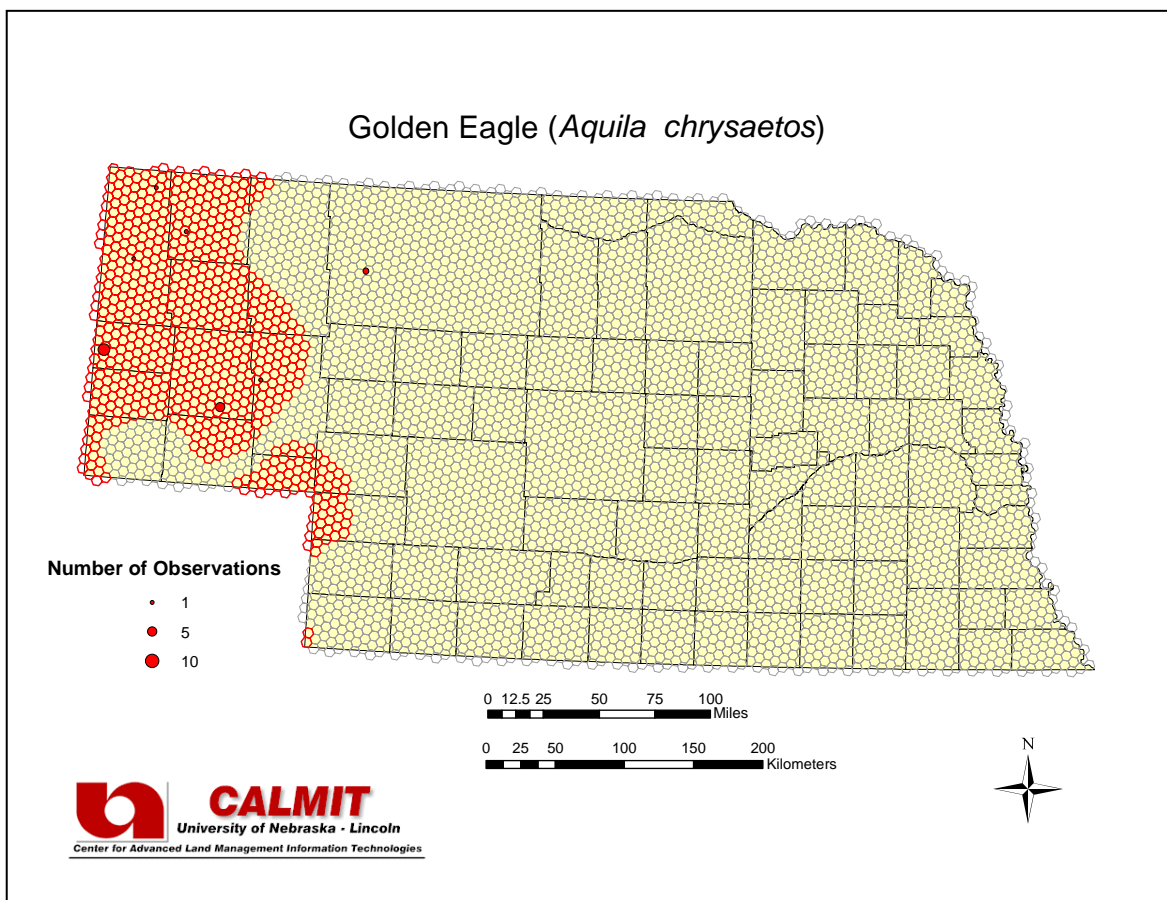 Golden Eagle (Aquila chrysaetos)
Number of Observations
1
5
10
0 12.5 25 50 75 100
Miles
0 25 50 100 150 200
Kilometers
N
CALMIT
University of Nebraska - Lincoln
Center for Advanced Land Management Information Technologies